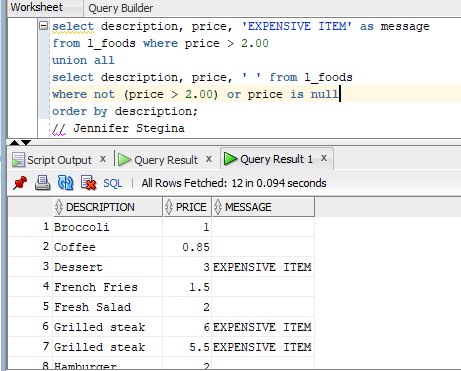 Worksheet Query Builder
select description, price, 'EXPENSIVE ITEM' as message
from l_foods where price > 2.00
union all
select description, price, ' ' from l_foods
where not (price > 2.00) or price is null
order by description;
// Jennifer Stegina
Script Output x Query Result x Query Result 1 x
SQL | All Rows Fetched: 12 in 0.094 seconds
DESCRIPTION PRICE MESSAGE
1 Broccoli 1
2 Coffee 0.85
3 Dessert 3 EXPENSIVE ITEM
4 French Fries 1.5
5 Fresh Salad 2
6 Grilled steak 6 EXPENSIVE ITEM
7 Grilled steak 5.5 EXPENSIVE ITEM
8 Hamburger 2